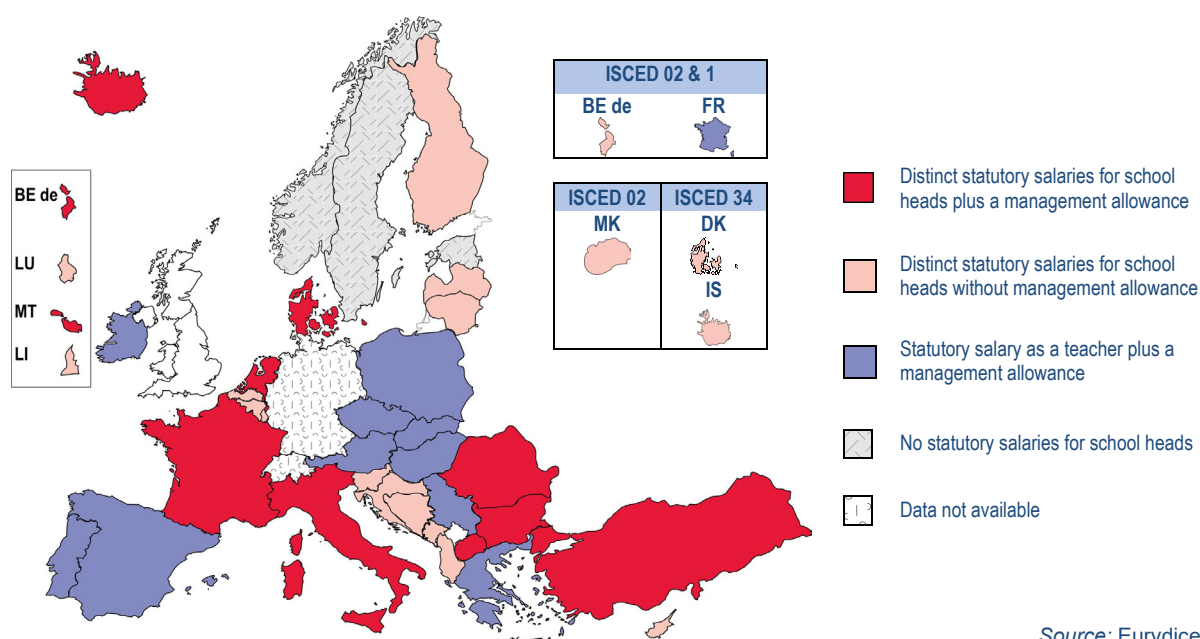 ISCED 02 & 1
BE de
FR
BE de
LU
MT
LI
ISCED 02
ISCED 34
MK
DK
IS
Distinct statutory salaries for school
heads plus a management allowance
Distinct statutory salaries for school
heads without management allowance
Statutory salary as a teacher plus a
management allowance
No statutory salaries for school heads
Data not available
Source: Eurydice